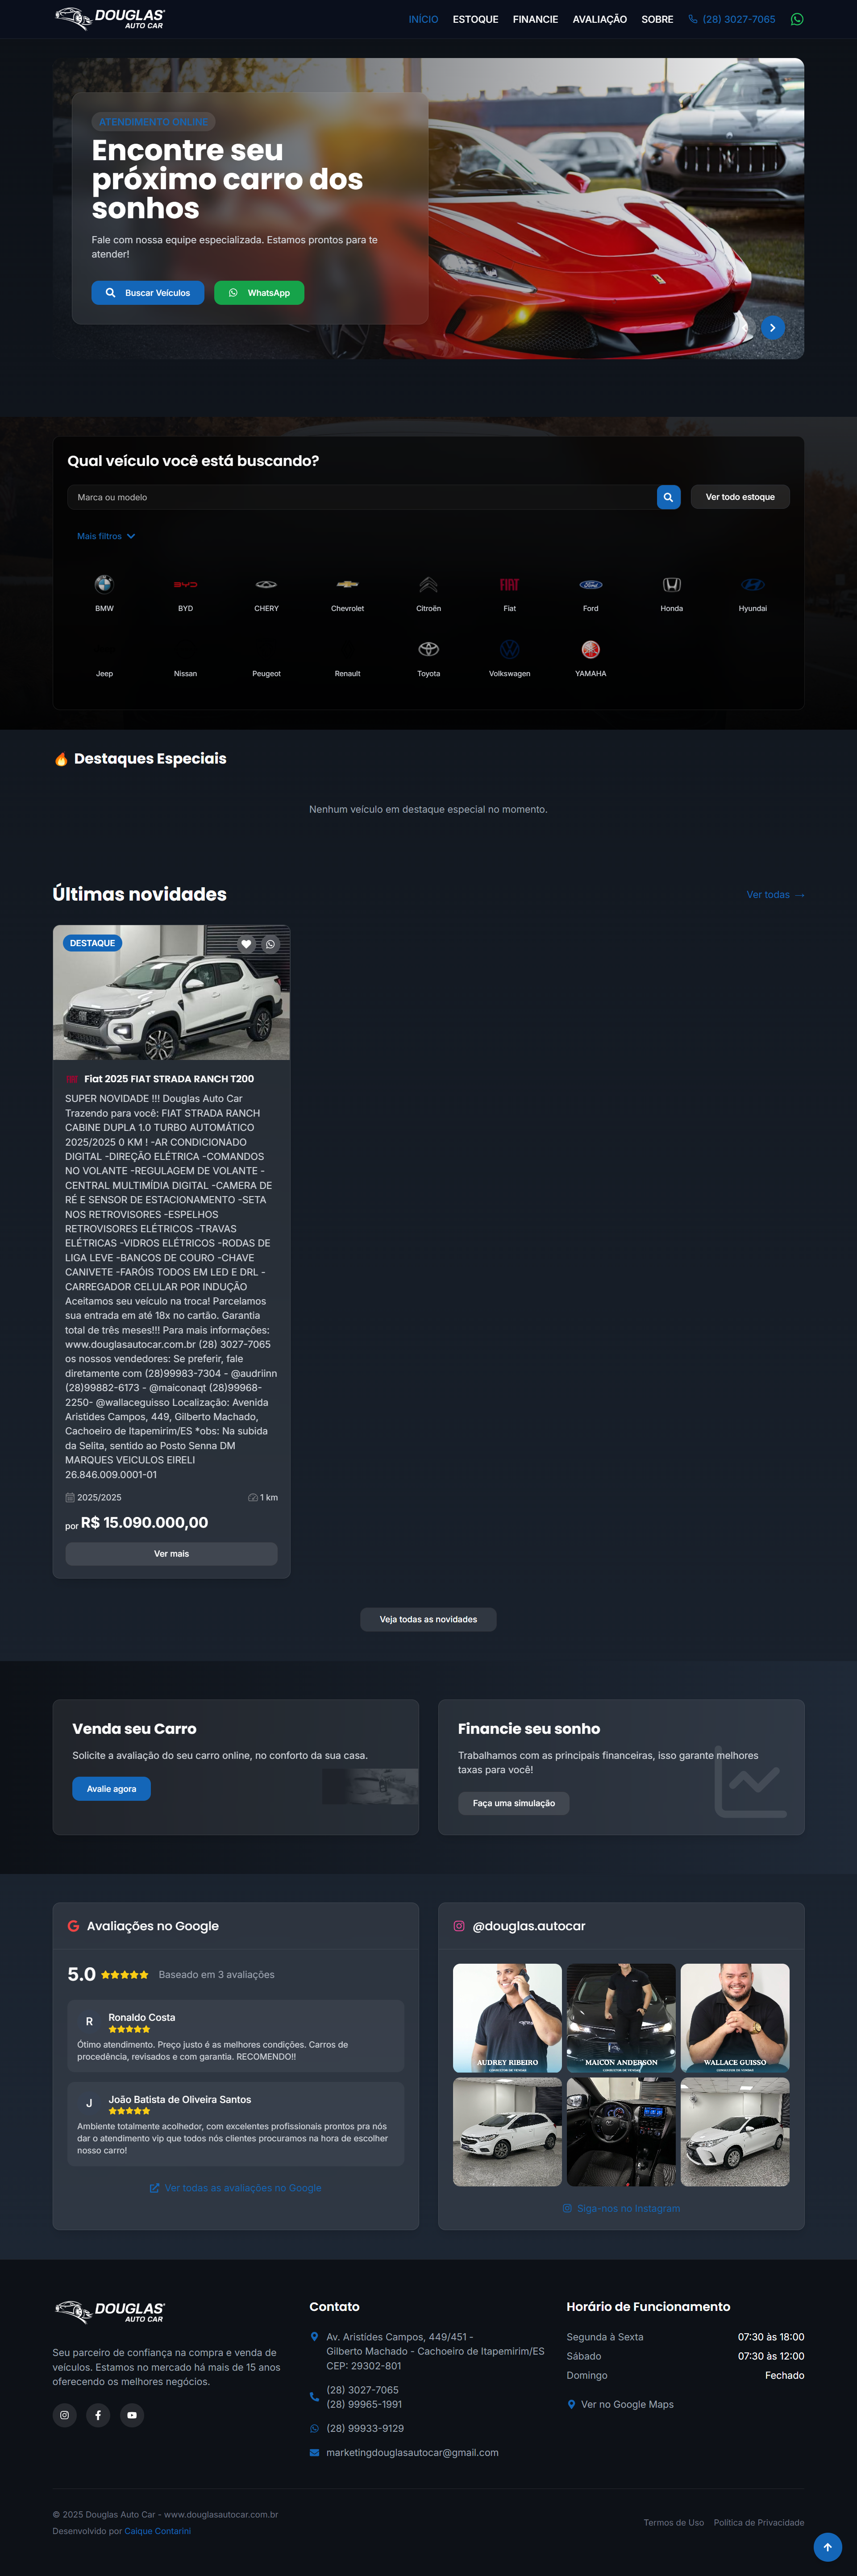 DOUGLAS
AUTO CAR
INÍCIO ESTOQUE FINANCIE AVALIAÇÃO SOBRE (28) 3027-7065
ATENDIMENTO ONLINE
Encontre seu
próximo carro dos
sonhos
Fale com nossa equipe especializada. Estamos prontos para te
atender!
Buscar Veículos WhatsApp
Qual veículo você está buscando?
Marca ou modelo
Ver todo estoque
Mais filtros
BYD FIAT Ford
BMW BYD CHERY Chevrolet Citroën Fiat Ford Honda Hyundai
Jeep Nissan Peugeot Renault Toyota Volkswagen YAMAHA
Destaques Especiais
Nenhum veículo em destaque especial no momento.
Últimas novidades
Ver todas
DESTAQUE
Fiat 2025 FIAT STRADA RANCH T200
SUPER NOVIDADE !!! Douglas Auto Car
Trazendo para você: FIAT STRADA RANCH
CABINE DUPLA 1.0 TURBO AUTOMÁTICO
2025/2025 0 KM ! -AR CONDICIONADO
DIGITAL -DIREÇÃO ELÉTRICA -COMANDOS
NO VOLANTE -REGULAGEM DE VOLANTE -
CENTRAL MULTIMÍDIA DIGITAL -CAMERA DE
RÉ E SENSOR DE ESTACIONAMENTO -SETA
NOS RETROVISORES -ESPELHOS
RETROVISORES ELÉTRICOS -TRAVAS
ELÉTRICAS -VIDROS ELÉTRICOS -RODAS DE
LIGA LEVE -BANCOS DE COURO -CHAVE
CANIVETE -FARÓIS TODOS EM LED E DRL -
CARREGADOR CELULAR POR INDUÇÃO
Aceitamos seu veículo na troca! Parcelamos
sua entrada em até 18x no cartão. Garantia
total de três meses!!! Para mais informações:
www.douglasautocar.com.br (28) 3027-7065
os nossos vendedores: Se preferir, fale
diretamente com (28)99983-7304 - @audriinn
(28)99882-6173 - @maiconaqt (28)99968-
2250- @wallaceguisso Localização: Avenida
Aristides Campos, 449, Gilberto Machado,
Cachoeiro de Itapemirim/ES *obs: Na subida
da Selita, sentido ao Posto Senna DM
MARQUES VEICULOS EIRELI
26.846.009.0001-01
2025/2025 1 km
por R$ 15.090.000,00
Ver mais
Veja todas as novidades
Venda seu Carro
Solicite a avaliação do seu carro online, no conforto da sua casa.
Avalie agora
Financie seu sonho
Trabalhamos com as principais financeiras, isso garante melhores
taxas para você!
Faça uma simulação
Avaliações no Google
5.0 Baseado em 3 avaliações
R Ronaldo Costa
Ótimo atendimento. Preço justo é as melhores condições. Carros de
procedência, revisados e com garantia. RECOMENDO!!
J João Batista de Oliveira Santos
Ambiente totalmente acolhedor, com excelentes profissionais prontos pra nós
dar o atendimento vip que todos nós clientes procuramos na hora de escolher
nosso carro!
Ver todas as avaliações no Google
@douglas.autocar
AUDREY RIBEIRO MAICON ANDERSON WALLACE GUISSO
Siga-nos no Instagram
DOUGLAS
AUTO CAR
Seu parceiro de confiança na compra e venda de
veículos. Estamos no mercado há mais de 15 anos
oferecendo os melhores negócios.
Contato
Av. Aristídes Campos, 449/451 -
Gilberto Machado - Cachoeiro de Itapemirim/ES
CEP: 29302-801
(28) 3027-7065
(28) 99965-1991
(28) 99933-9129
marketingdouglasautocar@gmail.com
Horário de Funcionamento
Segunda à Sexta 07:30 às 18:00
Sábado 07:30 às 12:00
Domingo Fechado
Ver no Google Maps
© 2025 Douglas Auto Car - www.douglasautocar.com.br
Desenvolvido por Caíque Contarini
Termos de Uso Política de Privacidade